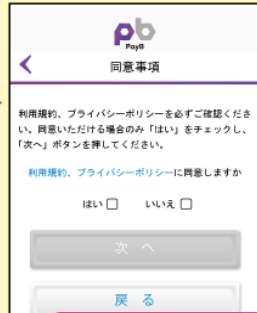 pb
PayB
同意事項
利用規約、プライバシーポリシーを必ずご確認くださ
い。同意いただける場合のみ「はい」をチェックし、
「次へ」ボタンを押してください。
利用規約、プライバシーポリシーに同意しますか
はい □ いいえ □
次 へ
戻 る